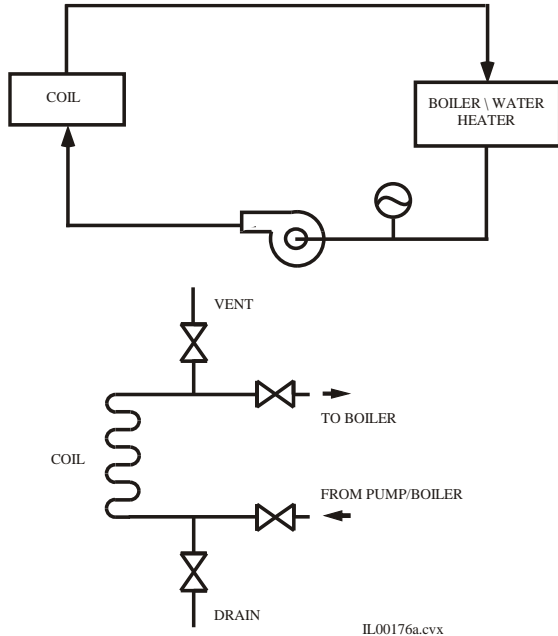 COIL
BOILER \ WATER
HEATER
VENT
TO BOILER
COIL
FROM PUMP/BOILER
DRAIN
IL00176a.cvx